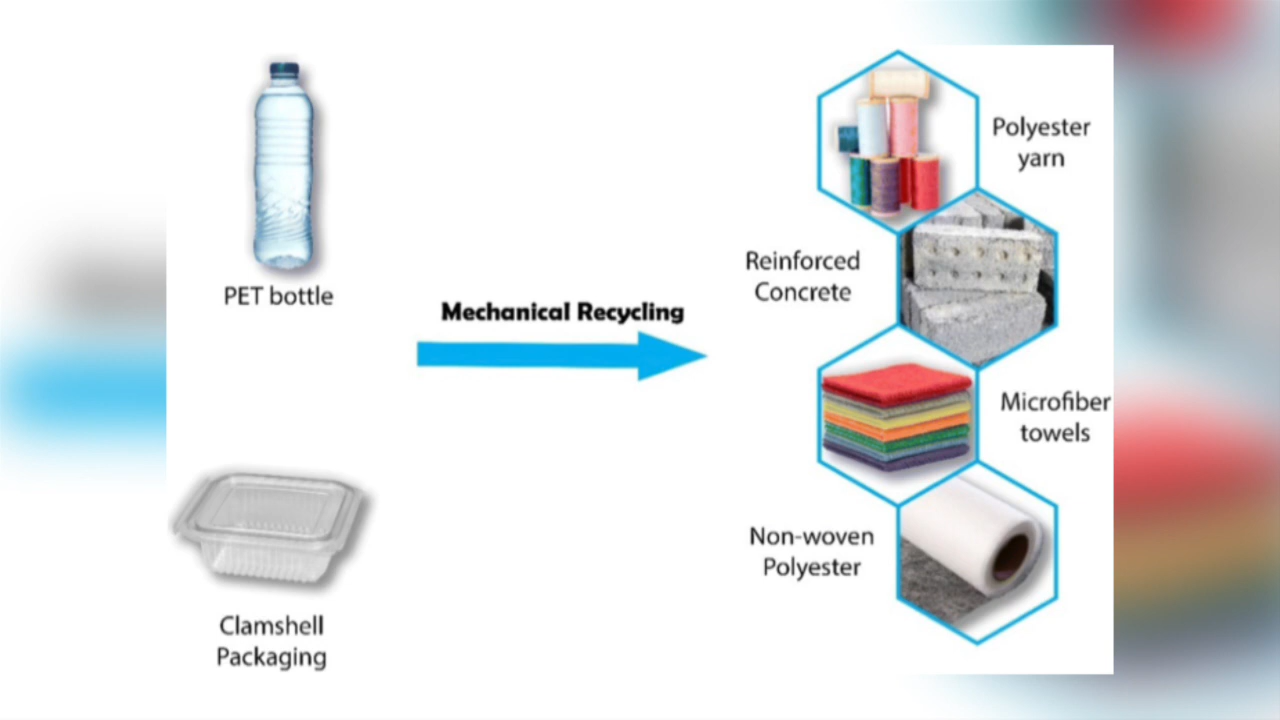 PET bottle
Clamshell
Packaging
Mechanical Recycling
Polyester
yarn
Reinforced
Concrete
Microfiber
towels
Non-woven
Polyester